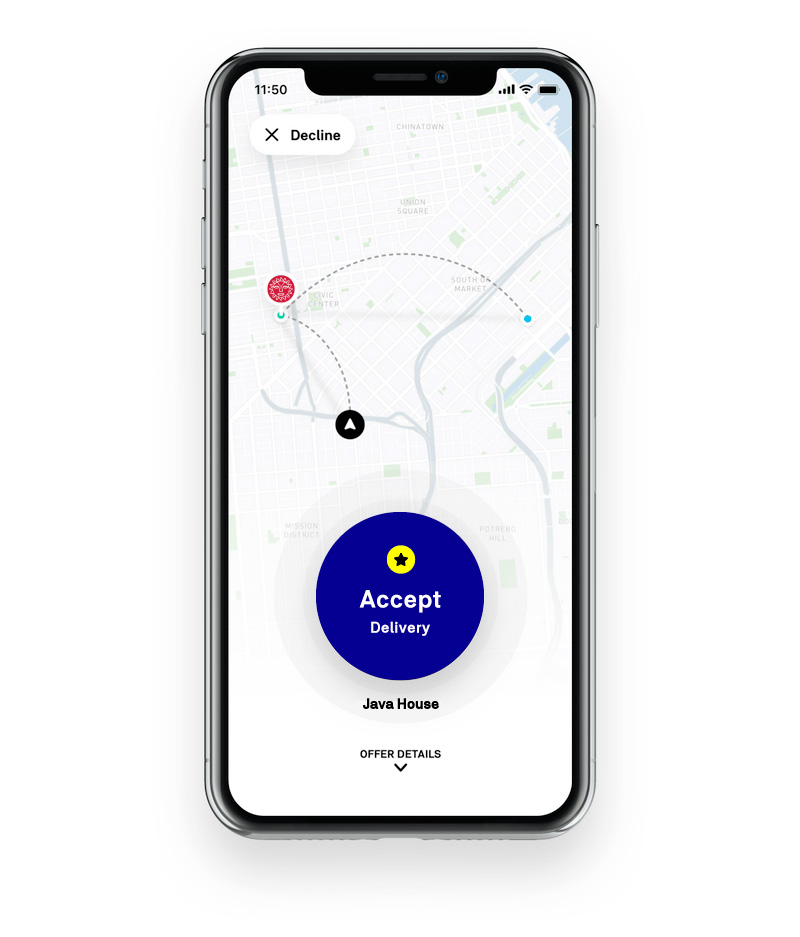 11:50
Decline
CHINATOWN
UNION
SQUARE
SOUTH OF
MARKET
CIVIC
CENTER
MISSION
DISTRICT
POTRERO
HILL
Accept
Delivery
Java House
OFFER DETAILS